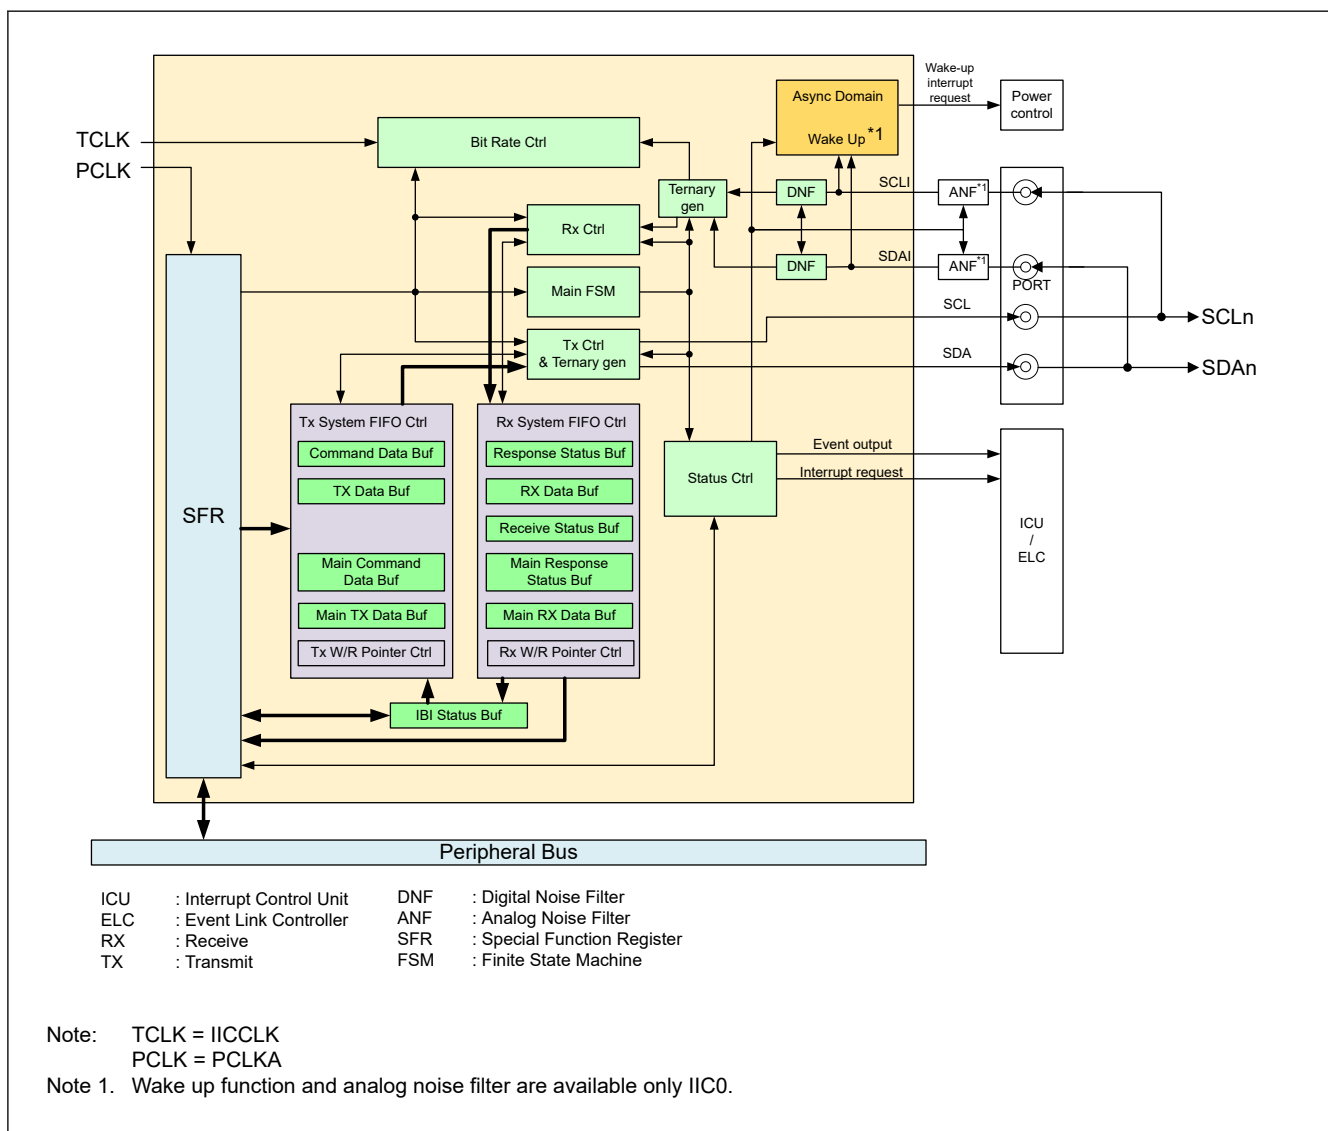 Async Domain
Wake Up*1
Wake-up
interrupt
request
Power
control
TCLK
PCLK
Bit Rate Ctrl
Ternary
gen
DNF
SCLI
ANF*1
Rx Ctrl
DNF
SDAI
ANF*1
PORT
Main FSM
SCL
SCLn
Tx Ctrl
& Ternary gen
SDA
SDAn
Tx System FIFO Ctrl
Command Data Buf
TX Data Buf
Main Command
Data Buf
Main TX Data Buf
Tx W/R Pointer Ctrl
Rx System FIFO Ctrl
Response Status Buf
RX Data Buf
Receive Status Buf
Main Response
Status Buf
Main RX Data Buf
Rx W/R Pointer Ctrl
Status Ctrl
Event output
Interrupt request
ICU
/
ELC
SFR
IBI Status Buf
Peripheral Bus
ICU : Interrupt Control Unit
ELC : Event Link Controller
RX : Receive
TX : Transmit
DNF : Digital Noise Filter
ANF : Analog Noise Filter
SFR : Special Function Register
FSM : Finite State Machine
Note: TCLK = IICCLK
PCLK = PCLKA
Note 1. Wake up function and analog noise filter are available only IIC0.